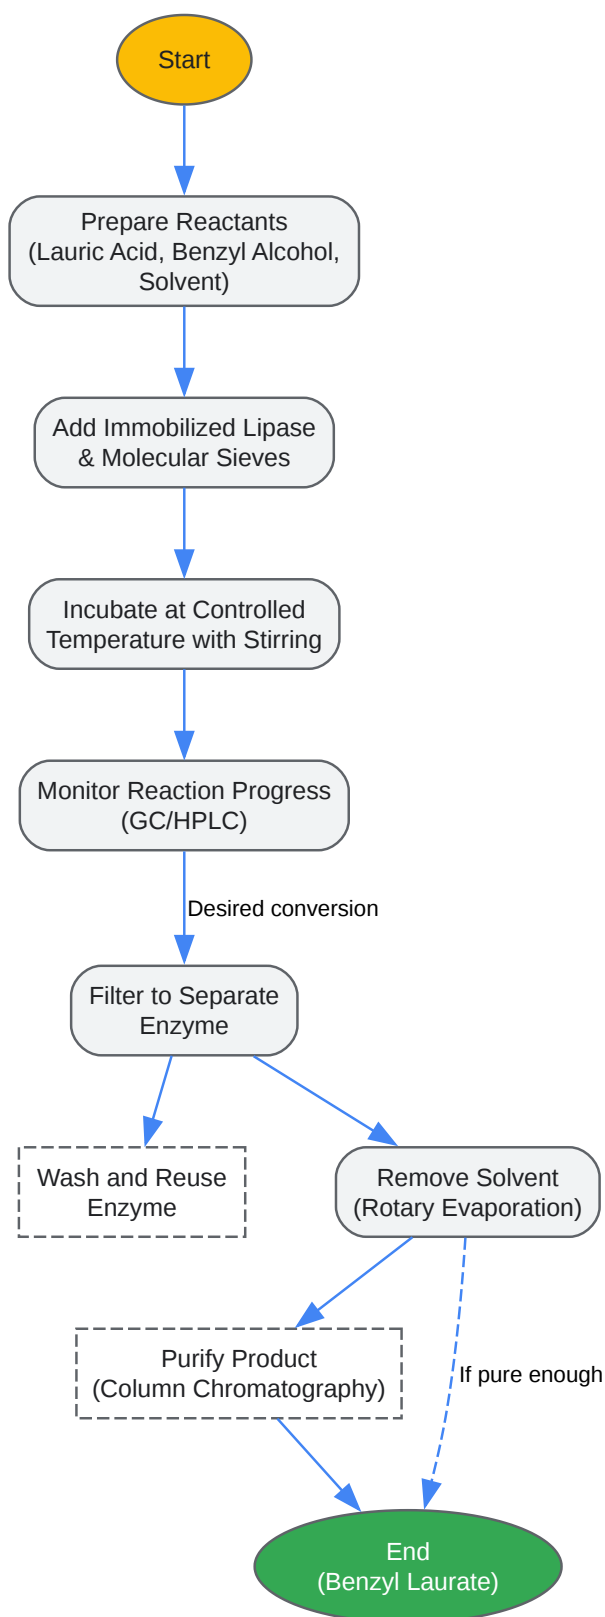 Start
Prepare Reactants
(Lauric Acid, Benzyl Alcohol,
Solvent)
Add Immobilized Lipase
& Molecular Sieves
Incubate at Controlled
Temperature with Stirring
Monitor Reaction Progress
(GC/HPLC)
Desired conversion
Filter to Separate
Enzyme
Wash and Reuse
Enzyme
Remove Solvent
(Rotary Evaporation)
Purify Product
(Column Chromatography)
If pure enough
End
(Benzyl Laurate)